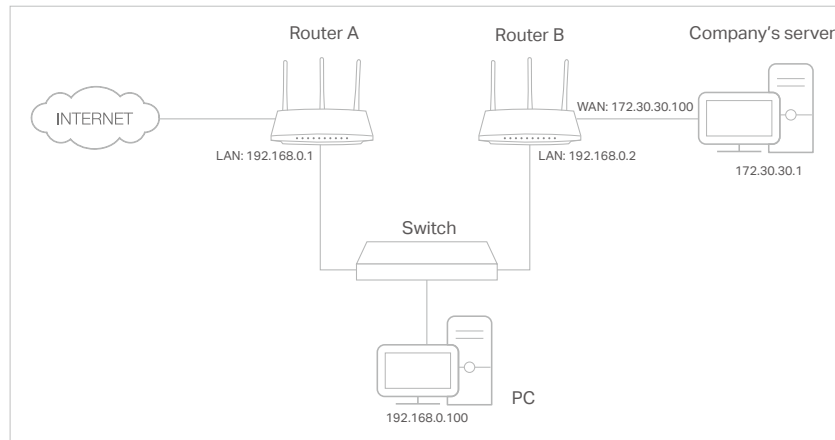 Router A
Router B
Company's server
INTERNET
WAN: 172.30.30.100
LAN: 192.168.0.1
LAN: 192.168.0.2
172.30.30.1
Switch
PC
192.168.0.100